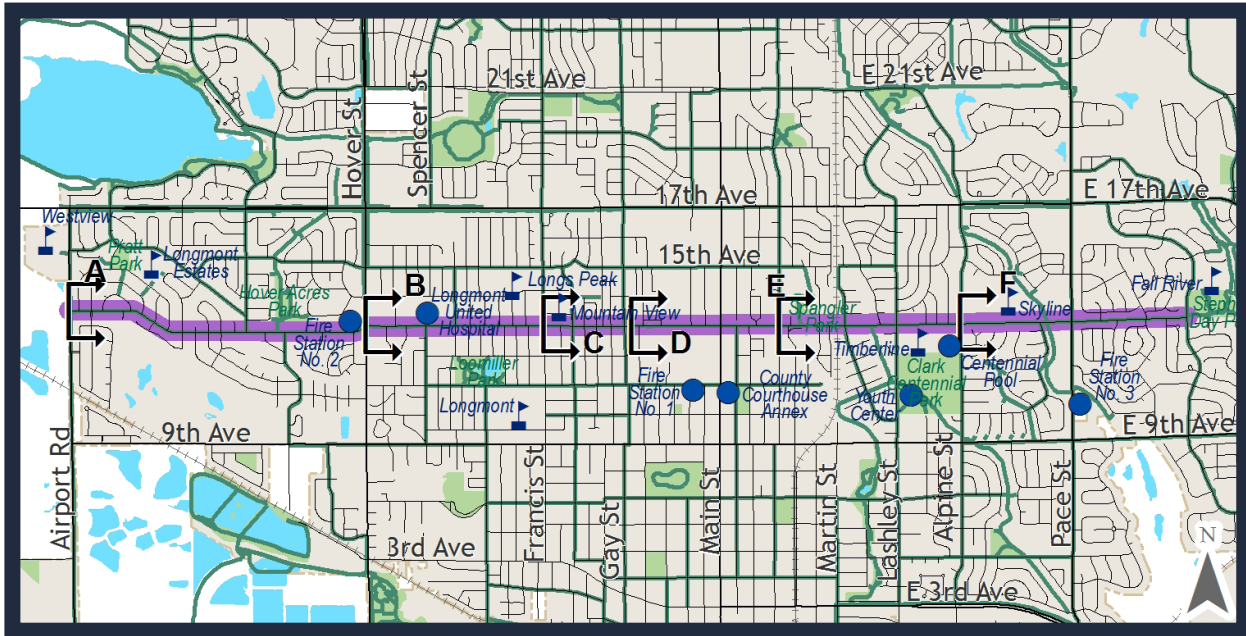 21st Ave
E 21st Ave
Hover St
Spencer St
17th Ave
E 17th Ave
Westview
Pratt
Park
Longmont
Estates
15th Ave
A
B
C
D
E
F
Hover Acres
Park
Fire
Station
No. 2
Longmont
United
Hospital
Longs Peak
Mountain View
Spangler
Park
Skyline
Fall River
Timberline
Centennial
Pool
Clark
Centennial
Park
Youth
Center
Loomiller
Park
Longmont
Fire
Station
No. 1
County
Courthouse
Annex
Fire
Station
No. 3
9th Ave
E 9th Ave
Airport Rd
Francis St
Gay St
Main St
Martin St
Lashley St
Alpine St
Pace St
3rd Ave
E 3rd Ave
N